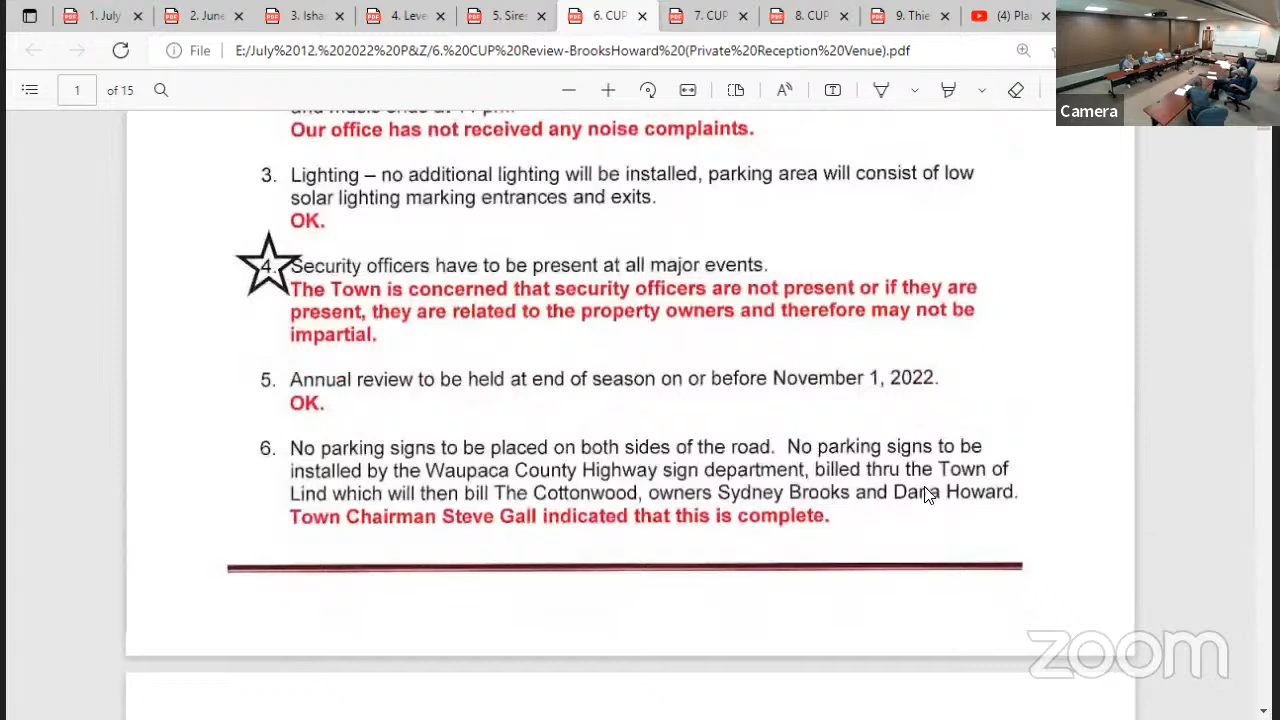 1. July
2. June
3. Isha
4. Leve
5. Sires
6. CUP
7. CUP
8. CUP
9. Thie
(4) Pla
File
E:/July%2012.%202022%20P&Z/6.%20CUP%20Review-BrooksHoward%20(Private%20Reception%20Venue).pdf
1
of 15
Camera
Our office has not received any noise complaints.
3. Lighting – no additional lighting will be installed, parking area will consist of low
solar lighting marking entrances and exits.
OK.
4. Security officers have to be present at all major events.
The Town is concerned that security officers are not present or if they are
present, they are related to the property owners and therefore may not be
impartial.
5. Annual review to be held at end of season on or before November 1, 2022.
OK.
6. No parking signs to be placed on both sides of the road. No parking signs to be
installed by the Waupaca County Highway sign department, billed thru the Town of
Lind which will then bill The Cottonwood, owners Sydney Brooks and Dana Howard.
Town Chairman Steve Gall indicated that this is complete.
zoom